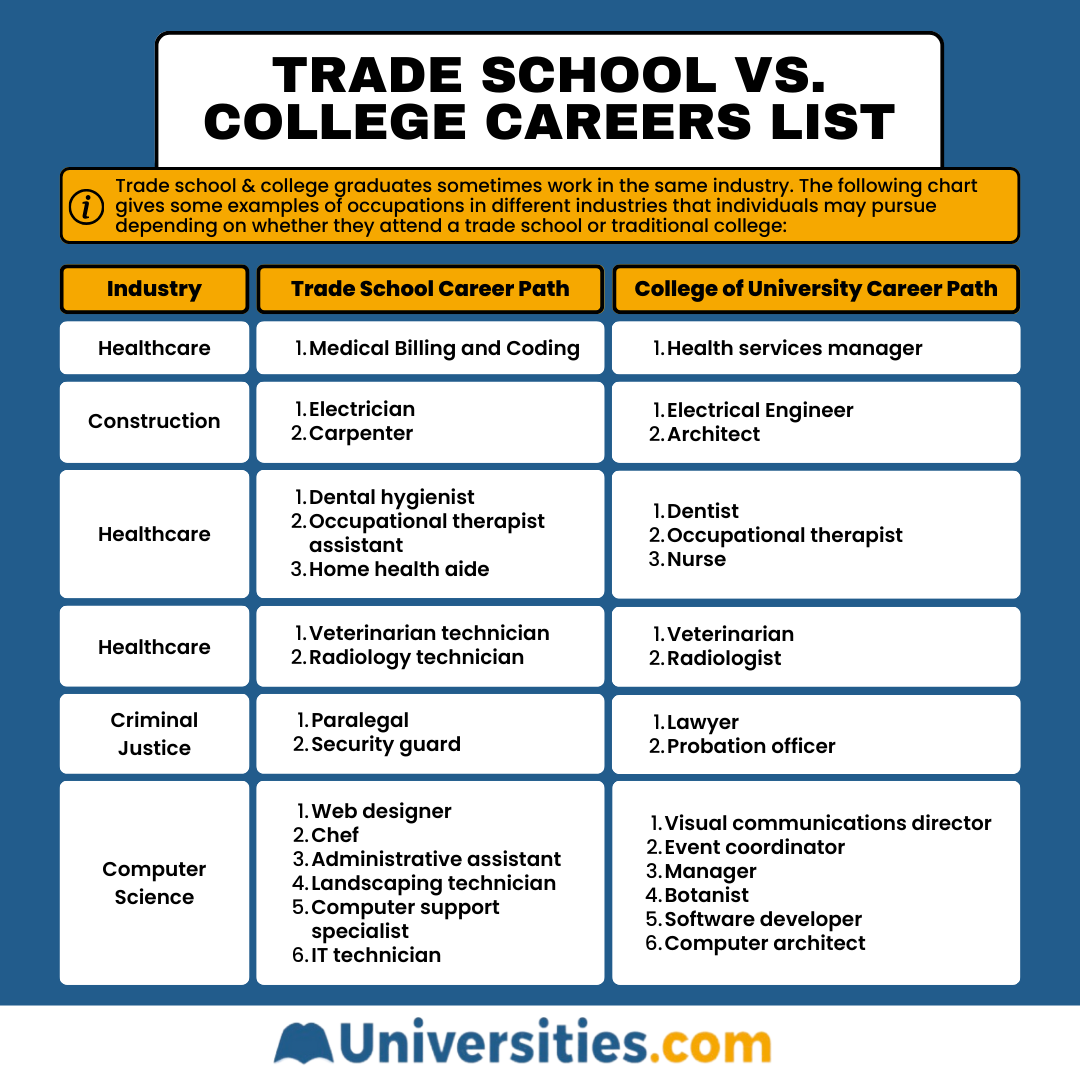 TRADE SCHOOL VS.
COLLEGE CAREERS LIST
i
Trade school & college graduates sometimes work in the same industry. The following chart
gives some examples of occupations in different industries that individuals may pursue
depending on whether they attend a trade school or traditional college:
Industry
Trade School Career Path
College of University Career Path
Healthcare
1. Medical Billing and Coding
1. Health services manager
Construction
1. Electrician
2. Carpenter
1. Electrical Engineer
2. Architect
Healthcare
1. Dental hygienist
2. Occupational therapist
assistant
3. Home health aide
1. Dentist
2. Occupational therapist
3. Nurse
Healthcare
1. Veterinarian technician
2. Radiology technician
1. Veterinarian
2. Radiologist
Criminal
Justice
1. Paralegal
2. Security guard
1. Lawyer
2. Probation officer
Computer
Science
1. Web designer
2. Chef
3. Administrative assistant
4. Landscaping technician
5. Computer support
specialist
6. IT technician
1. Visual communications director
2. Event coordinator
3. Manager
4. Botanist
5. Software developer
6. Computer architect
Universities.com